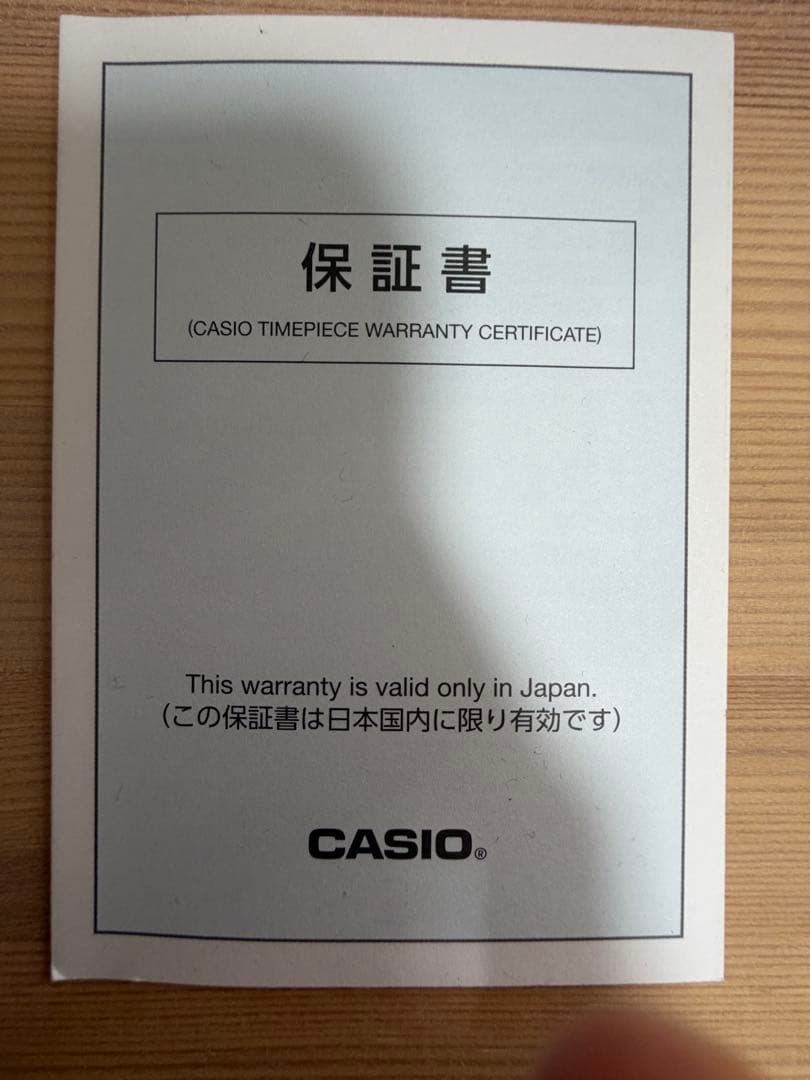 保証書
(CASIO TIMEPIECE WARRANTY CERTIFICATE)
This warranty is valid only in Japan.
(この保証書は日本国内に限り有効です)
CASIO®